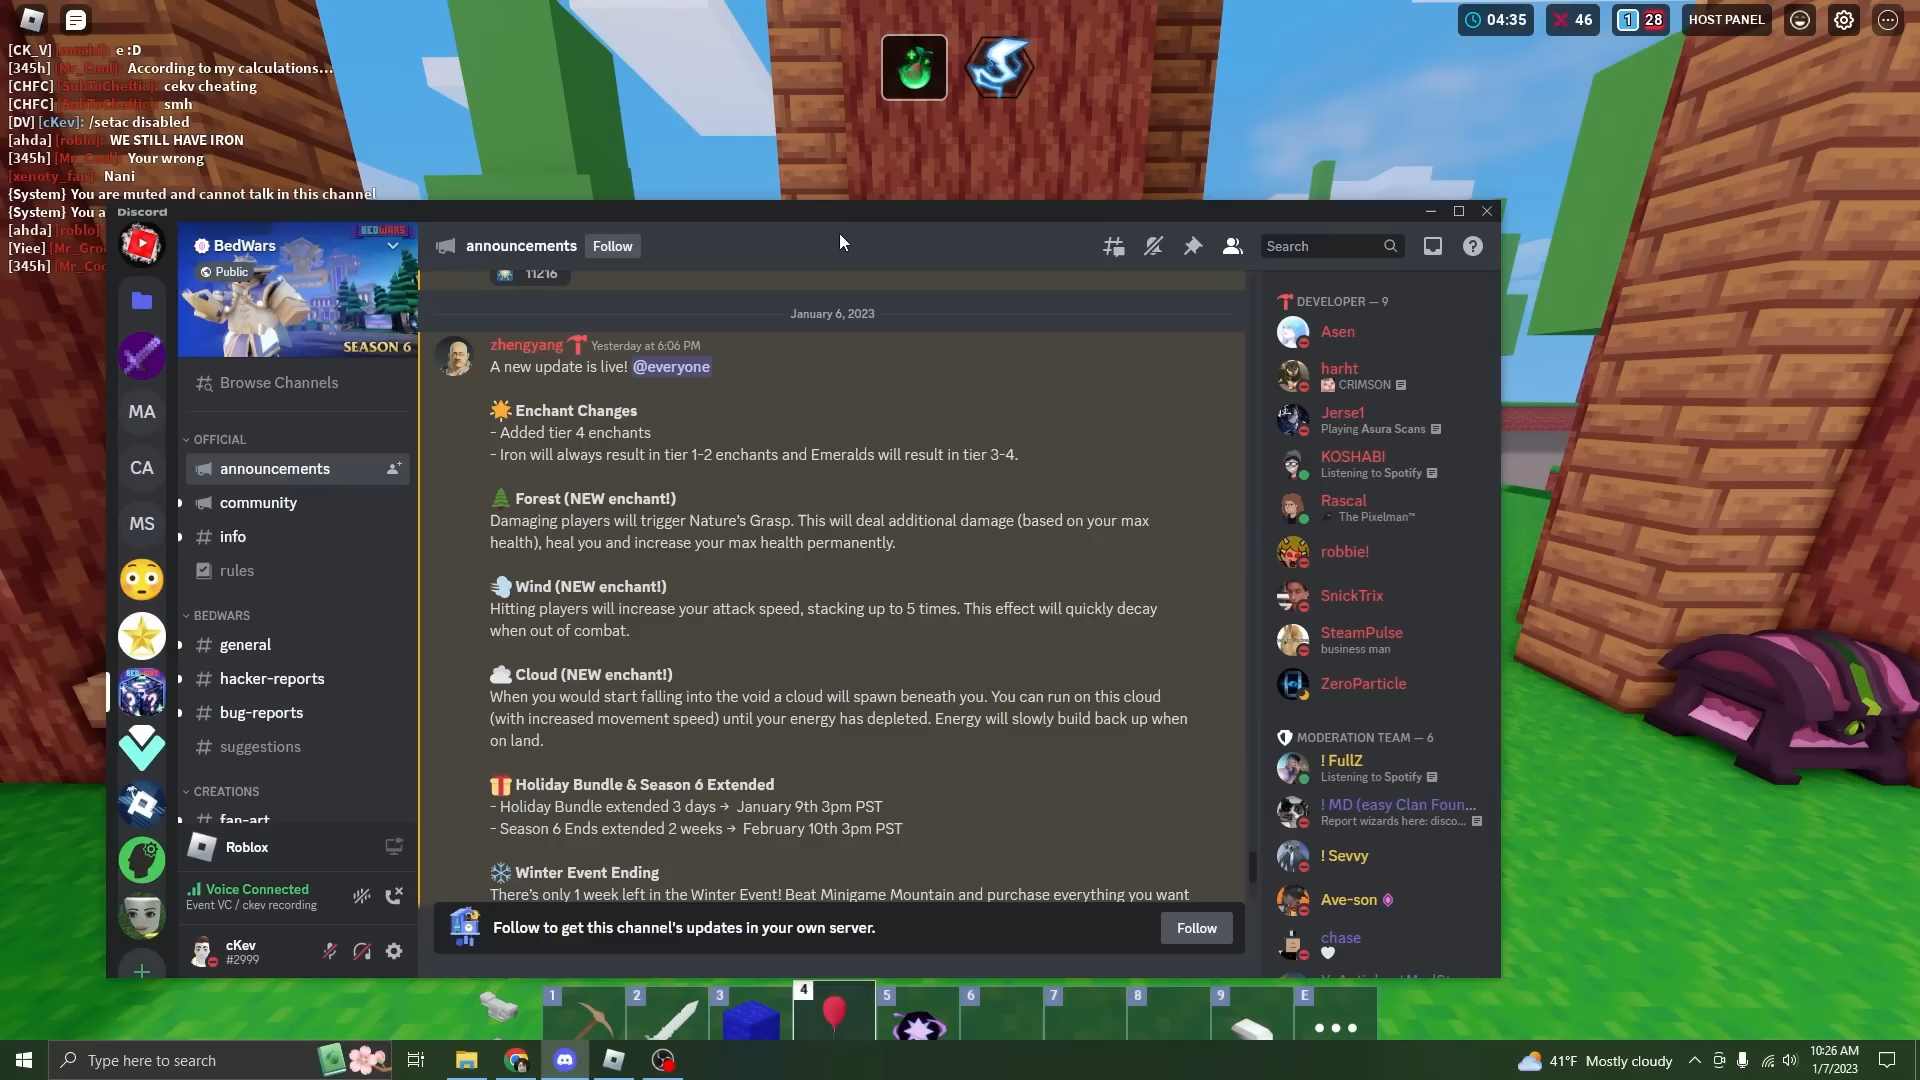 [CK_V] [mochi]: e :D
[345h] [Mr_Cool]: According to my calculations...
[CHFC] [SubToCheftic]: cekv cheating
[CHFC] [SubToCheftic]: smh
[DV] [cKev]: /setac disabled
[ahda] [roblo]: WE STILL HAVE IRON
[345h] [Mr_Cool]: Your wrong
[xenoty_fan]: Nani
{System} You are muted and cannot talk in this channel
{System} You a
[ahda] [roblo]:
[Yiee] [Mr_Gro
[345h] [Mr_Coo
04:35
46
1 28
HOST PANEL
Discord
BedWars
Public
BEDWARS
SEASON 6
announcements
Follow
Search
11216
Browse Channels
OFFICIAL
announcements
community
info
rules
BEDWARS
general
hacker-reports
bug-reports
suggestions
CREATIONS
fan-art
MA
CA
MS
Roblox
Voice Connected
Event VC / ckev recording
cKev
#2999
January 6, 2023
zhengyang Yesterday at 6:06 PM
A new update is live! @everyone
Enchant Changes
- Added tier 4 enchants
- Iron will always result in tier 1-2 enchants and Emeralds will result in tier 3-4.
Forest (NEW enchant!)
Damaging players will trigger Nature's Grasp. This will deal additional damage (based on your max
health), heal you and increase your max health permanently.
Wind (NEW enchant!)
Hitting players will increase your attack speed, stacking up to 5 times. This effect will quickly decay
when out of combat.
Cloud (NEW enchant!)
When you would start falling into the void a cloud will spawn beneath you. You can run on this cloud
(with increased movement speed) until your energy has depleted. Energy will slowly build back up when
on land.
Holiday Bundle & Season 6 Extended
- Holiday Bundle extended 3 days → January 9th 3pm PST
- Season 6 Ends extended 2 weeks → February 10th 3pm PST
Winter Event Ending
There's only 1 week left in the Winter Event! Beat Minigame Mountain and purchase everything you want
Follow to get this channel's updates in your own server.
Follow
DEVELOPER — 9
Asen
harht
CRIMSON
Jerse1
Playing Asura Scans
KOSHABI
Listening to Spotify
Rascal
The Pixelman™
robbie!
SnickTrix
SteamPulse
business man
ZeroParticle
MODERATION TEAM — 6
! FullZ
Listening to Spotify
! MD (easy Clan Foun...
Report wizards here: disco...
! Sevvy
Ave-son
chase
1 2 3 4 5 6 7 8 9 E
Type here to search
41°F Mostly cloudy
10:26 AM
1/7/2023